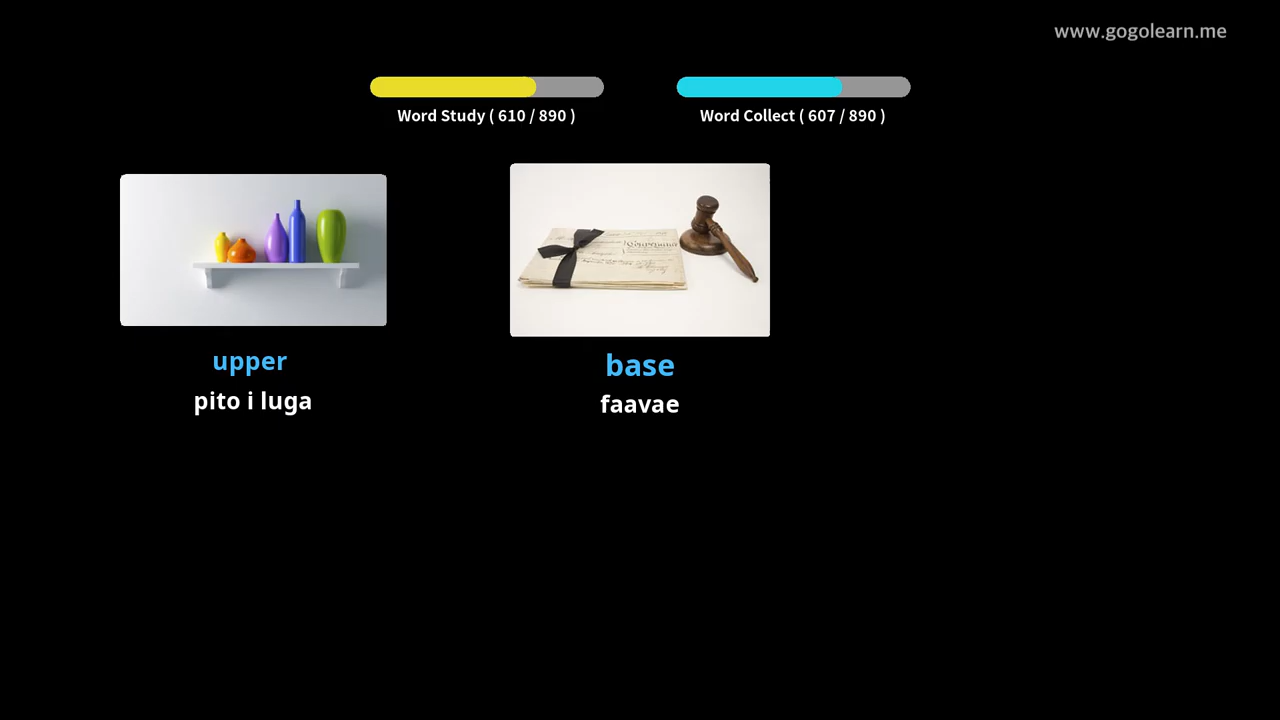 www.gogolearn.me
Word Study ( 610 / 890 )
Word Collect ( 607 / 890 )
upper
pito i luga
base
faavae